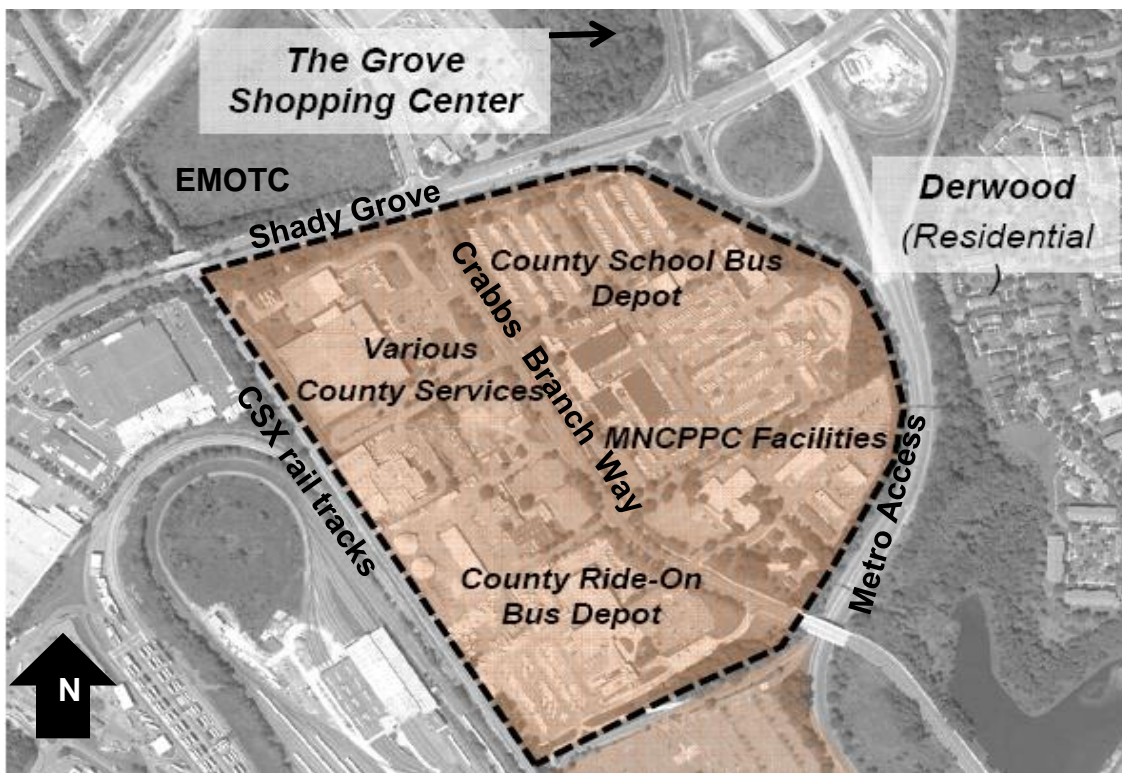 The Grove
Shopping Center
EMOTC
Shady Grove
Derwood
(Residential
)
County School Bus
Depot
Crabbs Branch Way
Various
County Services
CSX rail tracks
MNCPPC Facilities
Metro Access
County Ride-On
Bus Depot
N